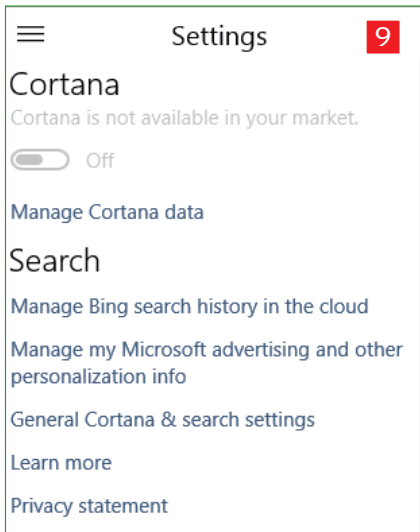 Settings
9
Cortana
Cortana is not available in your market.
Off
Manage Cortana data
Search
Manage Bing search history in the cloud
Manage my Microsoft advertising and other
personalization info
General Cortana & search settings
Learn more
Privacy statement